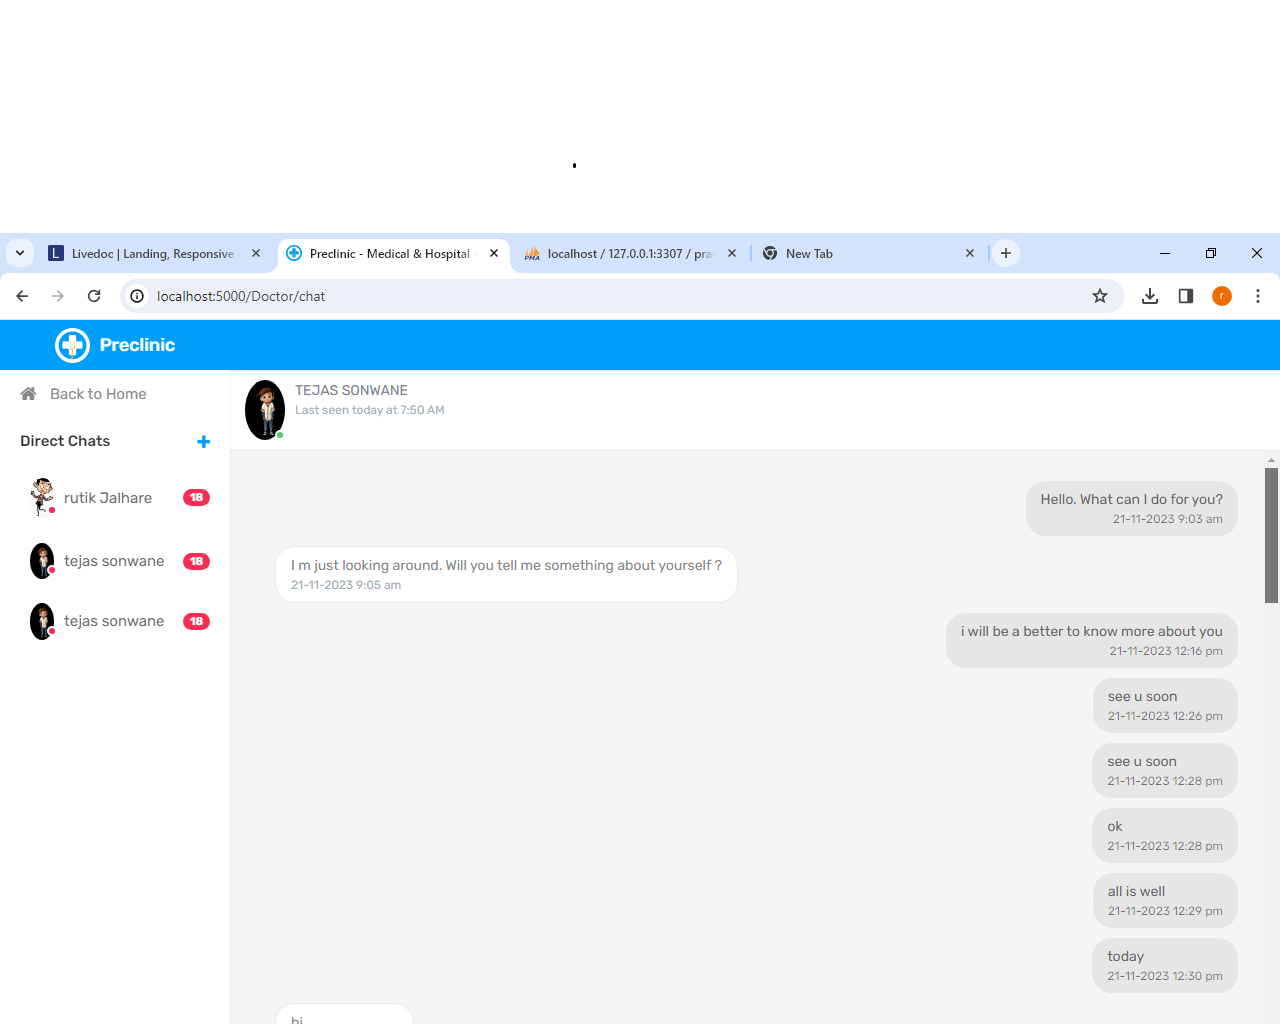 L Livedoc | Landing, Responsive
Preclinic - Medical & Hospital -
PMA localhost / 127.0.0.1:3307 / pra
New Tab
localhost:5000/Doctor/chat
r
Preclinic
Back to Home
Direct Chats
rutik Jalhare 18
tejas sonwane 18
tejas sonwane 18
TEJAS SONWANE
Last seen today at 7:50 AM
Hello. What can I do for you?
21-11-2023 9:03 am
I m just looking around. Will you tell me something about yourself ?
21-11-2023 9:05 am
i will be a better to know more about you
21-11-2023 12:16 pm
see u soon
21-11-2023 12:26 pm
see u soon
21-11-2023 12:28 pm
ok
21-11-2023 12:28 pm
all is well
21-11-2023 12:29 pm
today
21-11-2023 12:30 pm
hi